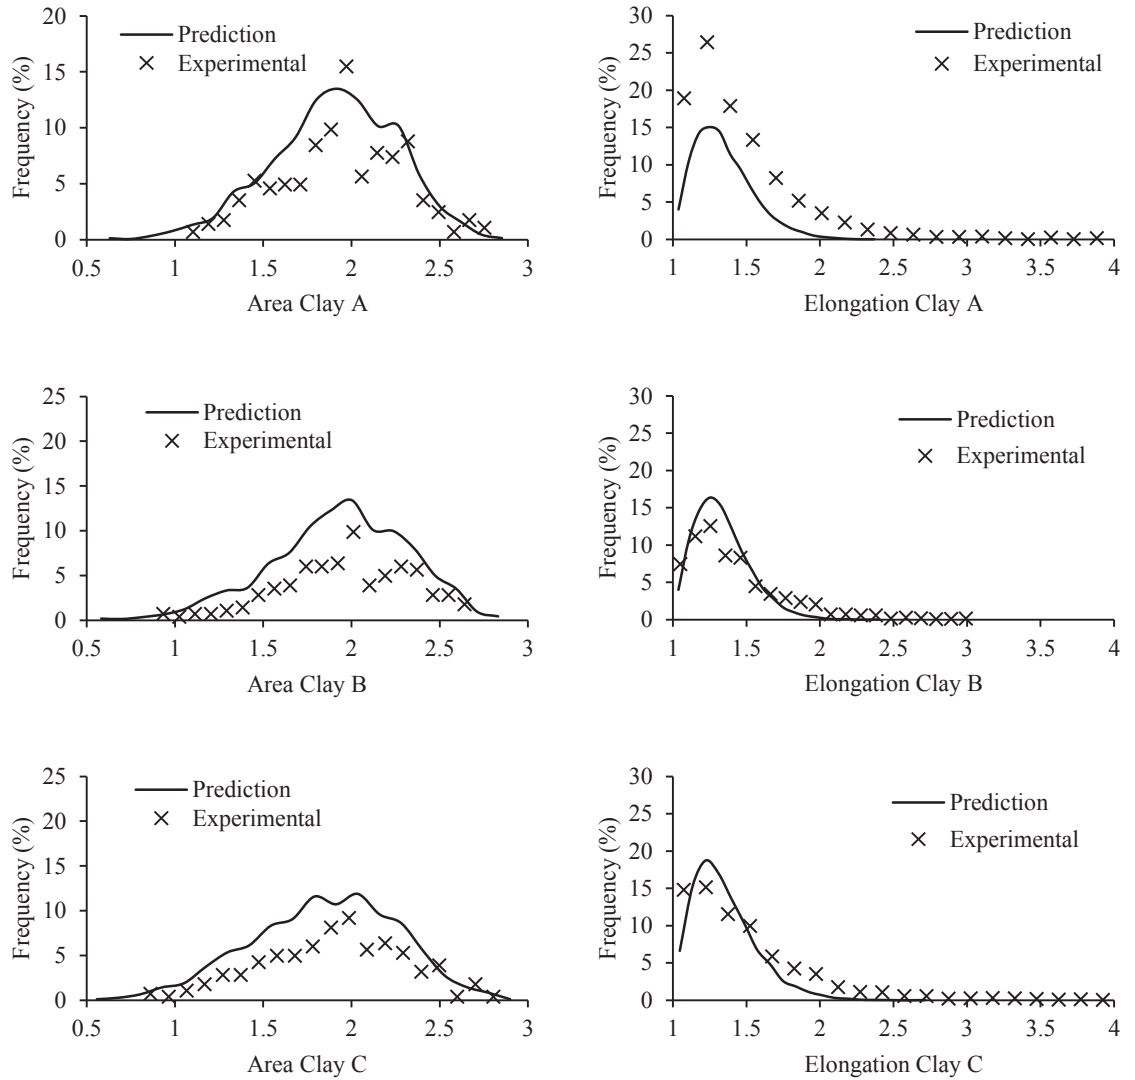 20
15
10
5
0
Frequency (%)
Prediction
Experimental
0.5 1 1.5 2 2.5 3
Area Clay A
30
25
20
15
10
5
0
Frequency (%)
Prediction
Experimental
1 1.5 2 2.5 3 3.5 4
Elongation Clay A
25
20
15
10
5
0
Frequency (%)
Prediction
Experimental
0.5 1 1.5 2 2.5 3
Area Clay B
30
25
20
15
10
5
0
Frequency (%)
Prediction
Experimental
1 1.5 2 2.5 3 3.5 4
Elongation Clay B
25
20
15
10
5
0
Frequency (%)
Prediction
Experimental
0.5 1 1.5 2 2.5 3
Area Clay C
30
25
20
15
10
5
0
Frequency (%)
Prediction
Experimental
1 1.5 2 2.5 3 3.5 4
Elongation Clay C